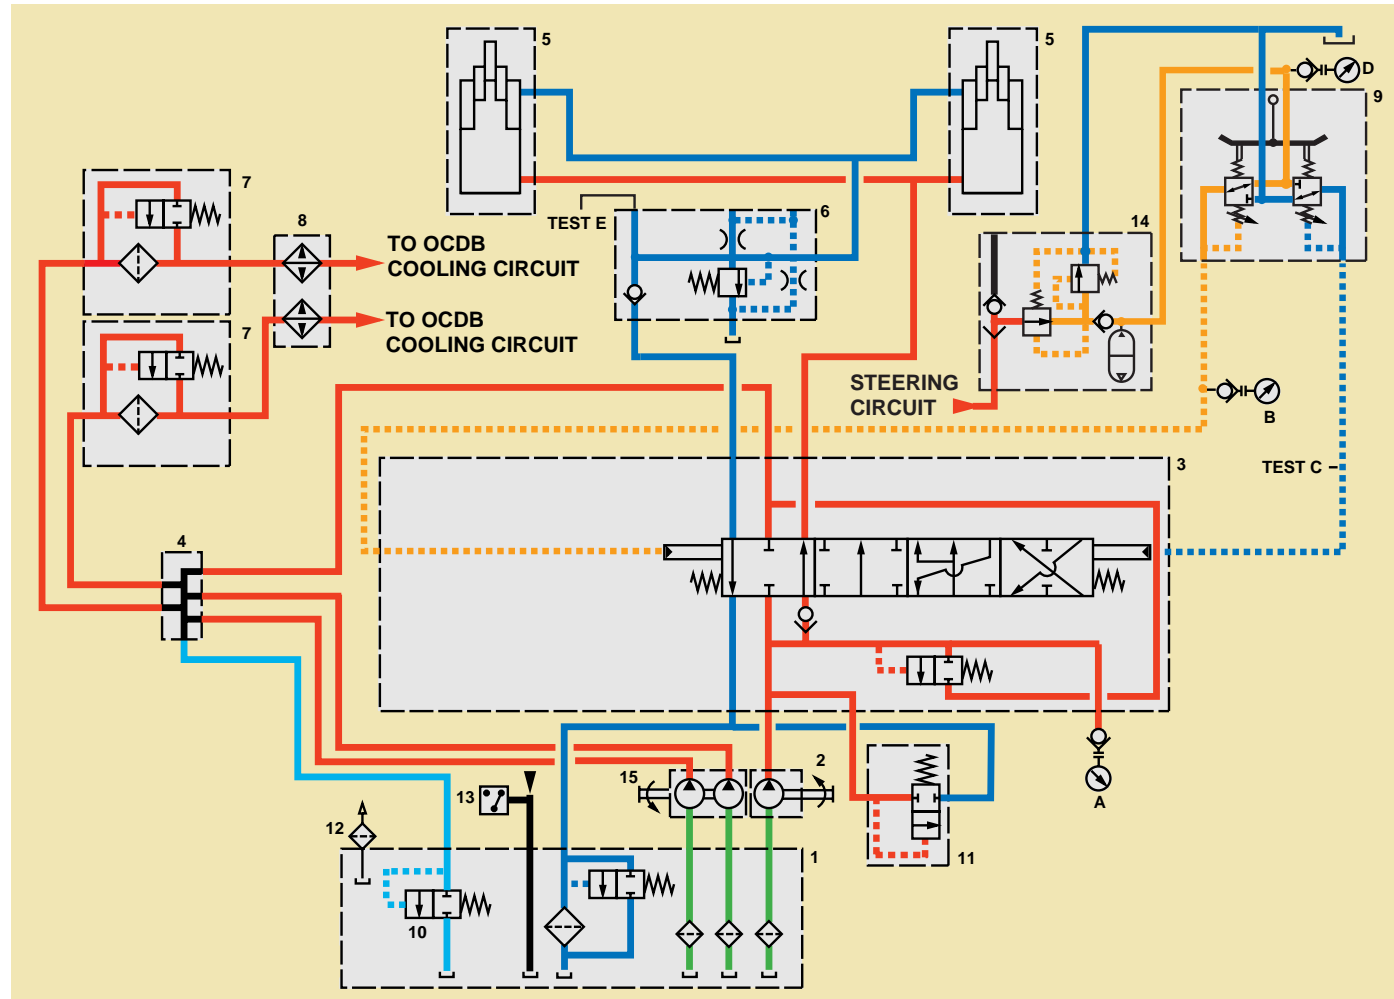 5
5
D
9
7
8
TEST E
6
14
TO OCDB
COOLING CIRCUIT
TO OCDB
COOLING CIRCUIT
7
STEERING
CIRCUIT
B
3
TEST C
4
2
15
13
A
12
1
11
10